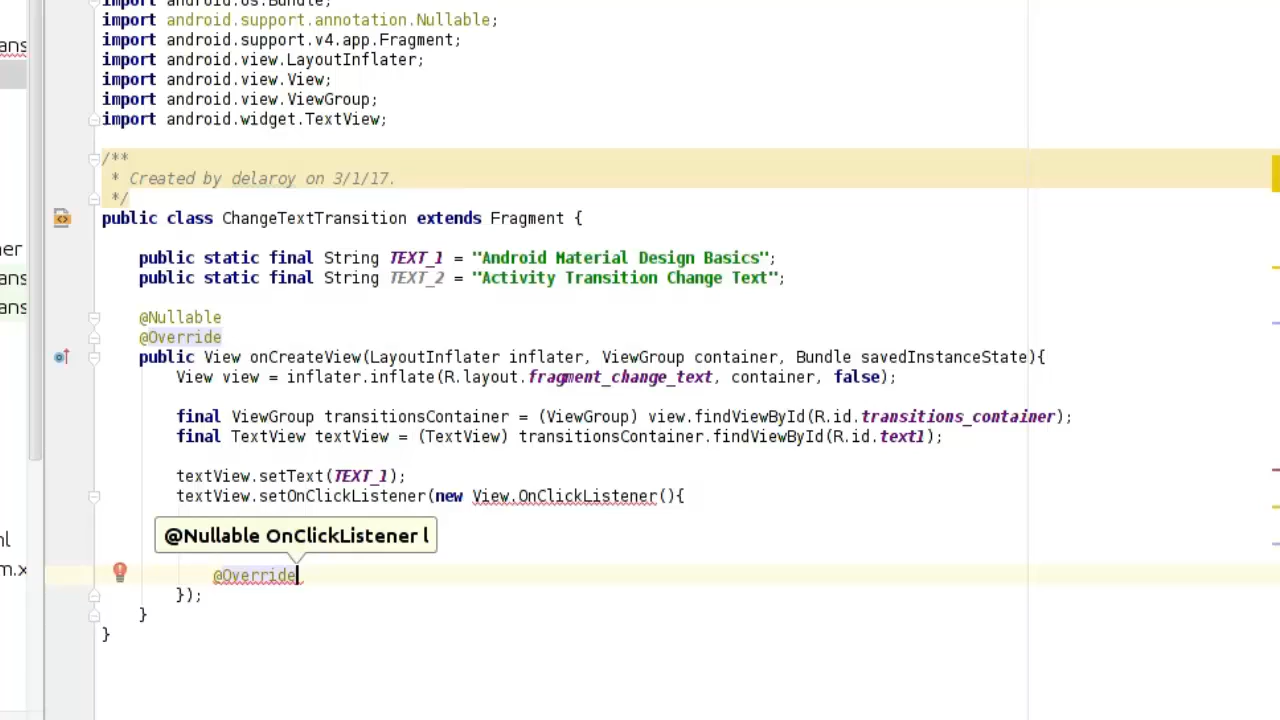 import android.os.Bundle;
import android.support.annotation.Nullable;
import android.support.v4.app.Fragment;
import android.view.LayoutInflater;
import android.view.View;
import android.view.ViewGroup;
import android.widget.TextView;
/**
* Created by delaroy on 3/1/17.
*/
public class ChangeTextTransition extends Fragment {
public static final String TEXT_1 = "Android Material Design Basics";
public static final String TEXT_2 = "Activity Transition Change Text";
@Nullable
@Override
public View onCreateView(LayoutInflater inflater, ViewGroup container, Bundle savedInstanceState){
View view = inflater.inflate(R.layout.fragment_change_text, container, false);
final ViewGroup transitionsContainer = (ViewGroup) view.findViewById(R.id.transitions_container);
final TextView textView = (TextView) transitionsContainer.findViewById(R.id.text1);
textView.setText(TEXT_1);
textView.setOnClickListener(new View.OnClickListener(){
@Nullable OnClickListener l
@Override
});
}
}